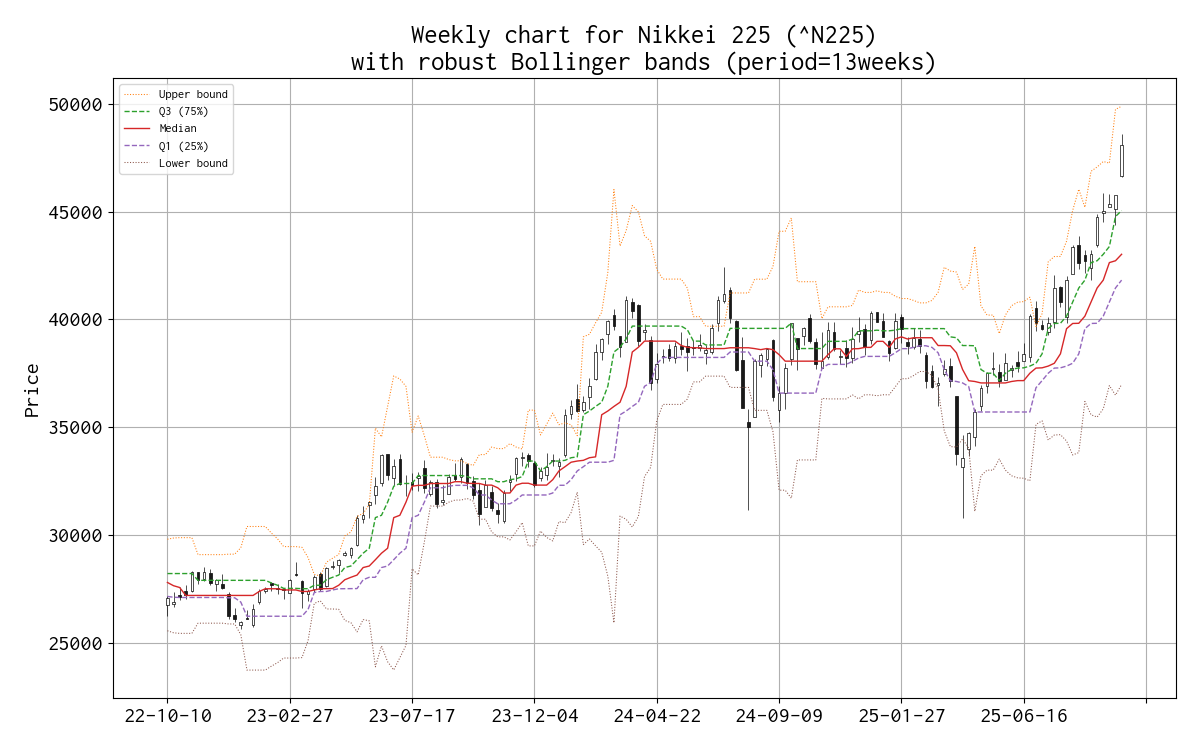 Weekly chart for Nikkei 225 (^N225)
with robust Bollinger bands (period=13weeks)
Upper bound
Q3 (75%)
Median
Q1 (25%)
Lower bound
Price
50000
45000
40000
35000
30000
25000
22-10-10 23-02-27 23-07-17 23-12-04 24-04-22 24-09-09 25-01-27 25-06-16